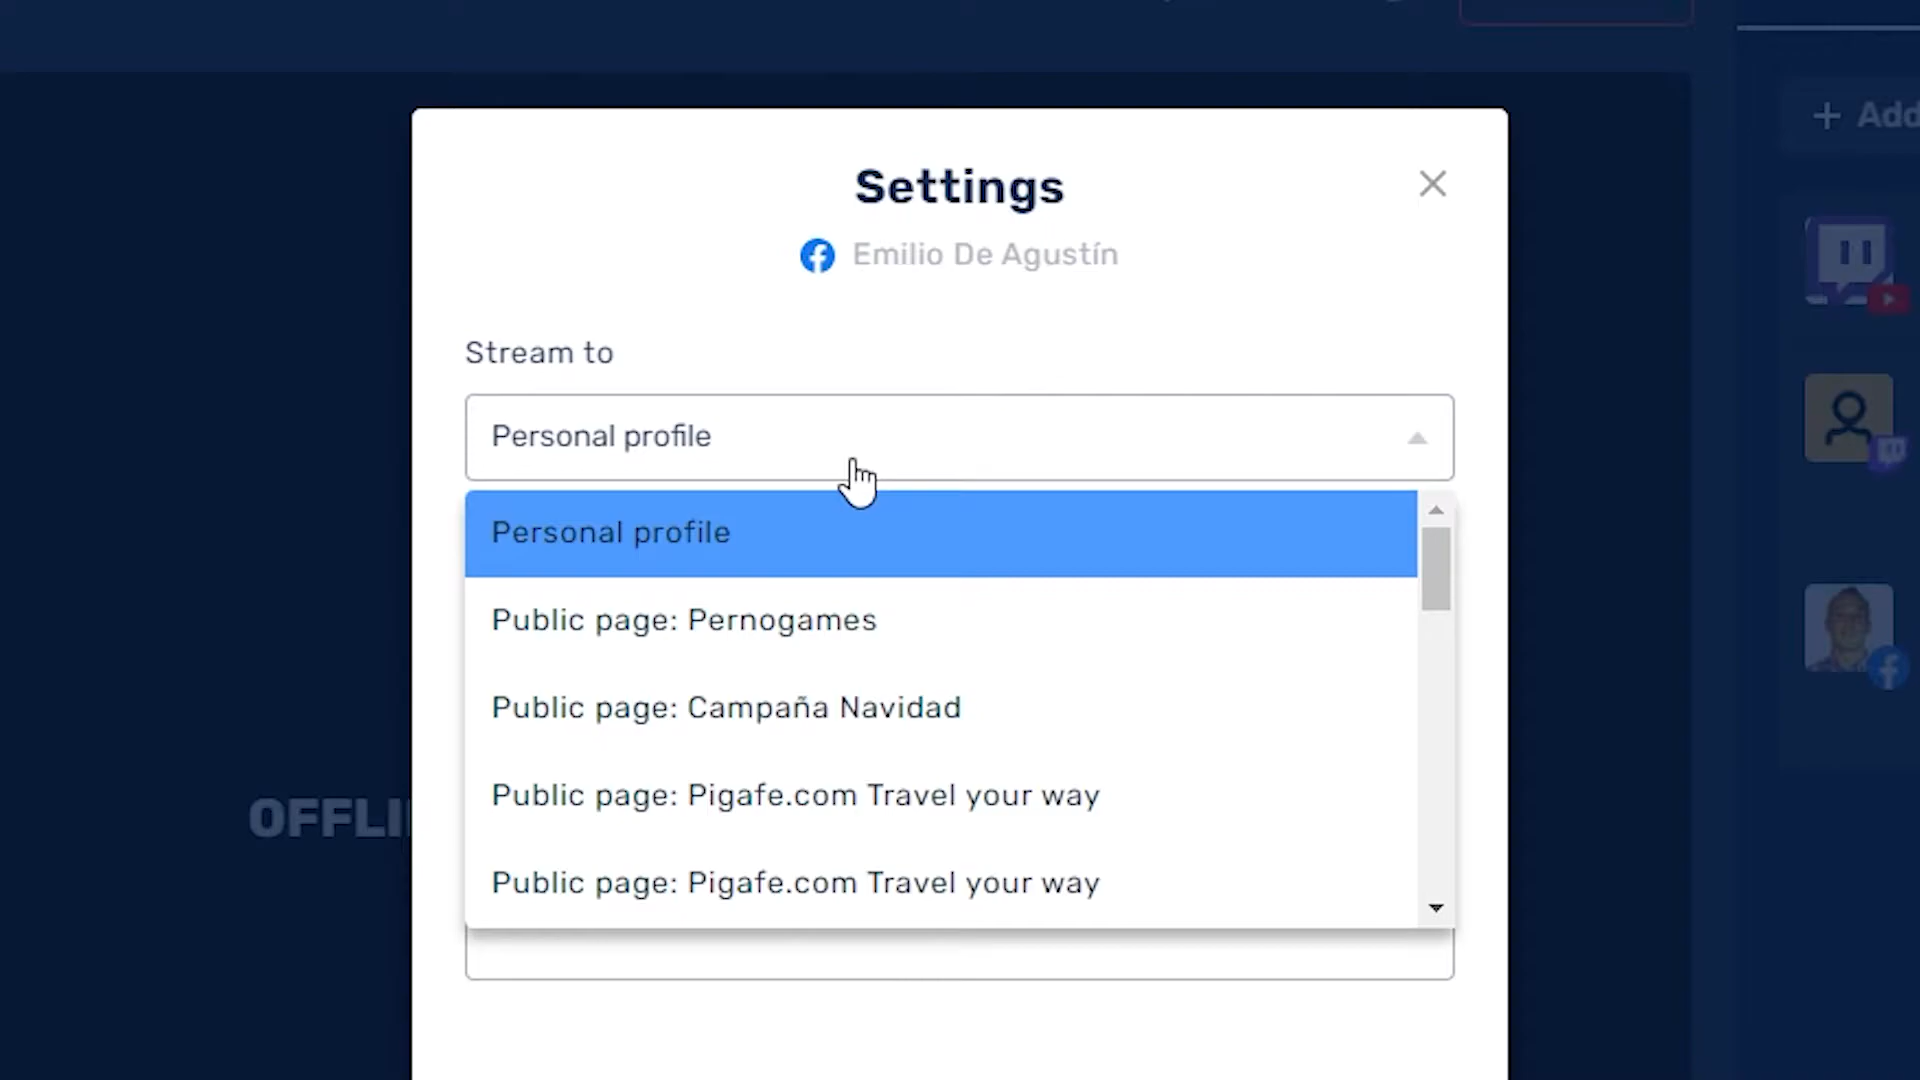 + Add
Settings
Emilio De Agustín
Stream to
Personal profile
Personal profile
Public page: Pernogames
Public page: Campaña Navidad
Public page: Pigafe.com Travel your way
Public page: Pigafe.com Travel your way